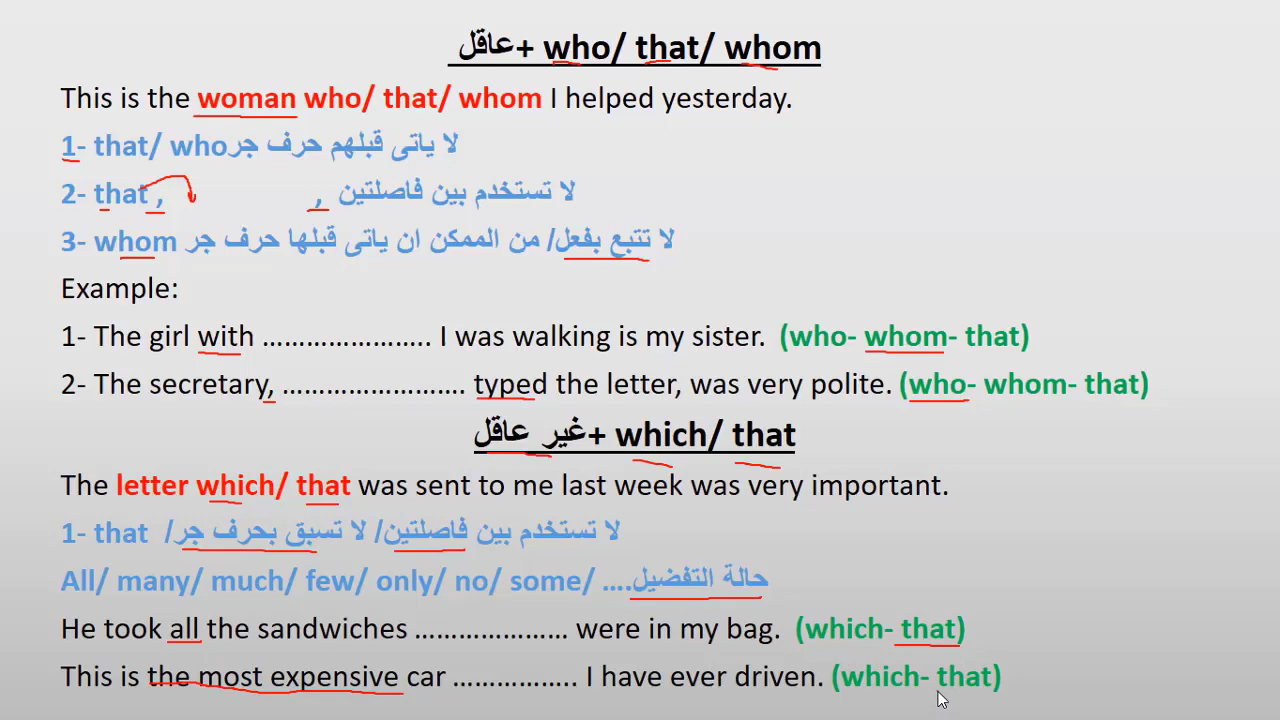 عاقل + who/ that/ whom
This is the woman who/ that/ whom I helped yesterday.
1- that/ who لا ياتى قبلهم حرف جر
2- that , , لا تستخدم بين فاصلتين
3- whom لا تتبع بفعل/ من الممكن ان ياتى قبلها حرف جر
Example:
1- The girl with ………………….. I was walking is my sister. (who- whom- that)
2- The secretary, ……………………. typed the letter, was very polite. (who- whom- that)
غير عاقل + which/ that
The letter which/ that was sent to me last week was very important.
1- that لا تستخدم بين فاصلتين/ لا تسبق بحرف جر/
All/ many/ much/ few/ only/ no/ some/ ….حالة التفضيل
He took all the sandwiches ……………… were in my bag. (which- that)
This is the most expensive car ………….. I have ever driven. (which- that)